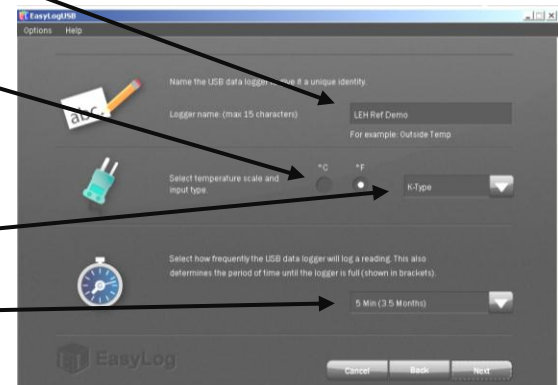 EasyLogUSB
Options Help
Name the USB data logger to give it a unique identity.
abc
Logger name: (max 15 characters)
LEH Ref Demo
For example: Outside Temp
°C °F
Select temperature scale and
input type.
K-Type
Select how frequently the USB data logger will log a reading. This also
determines the period of time until the logger is full (shown in brackets).
5 Min (3.5 Months)
EasyLog
Cancel Back Next